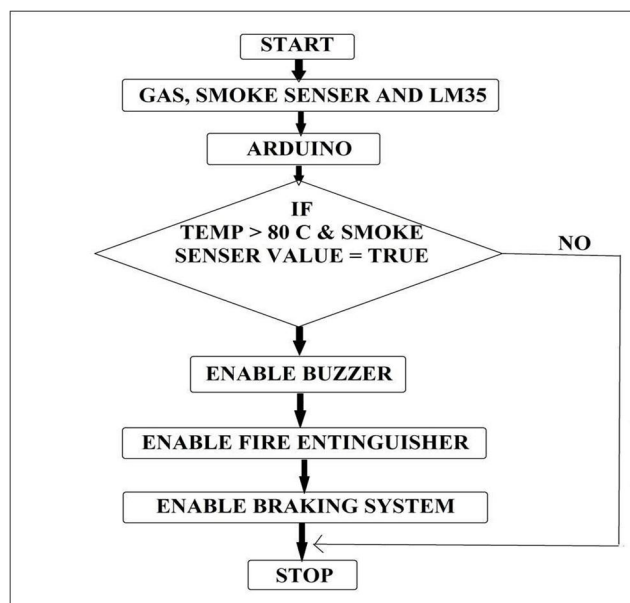 START
GAS, SMOKE SENSER AND LM35
ARDUINO
IF
TEMP > 80 C & SMOKE
SENSER VALUE = TRUE
NO
ENABLE BUZZER
ENABLE FIRE ENTINGUISHER
ENABLE BRAKING SYSTEM
STOP